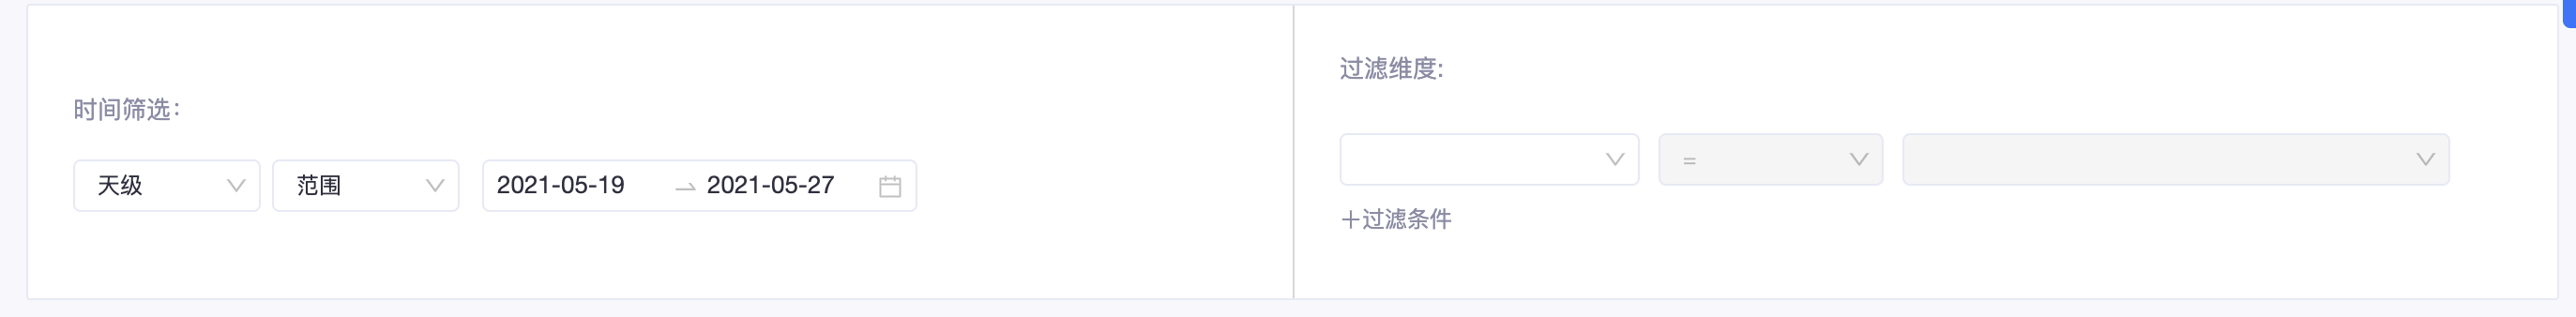 时间筛选:
天级 范围 2021-05-19 → 2021-05-27
过滤维度:
=
+过滤条件